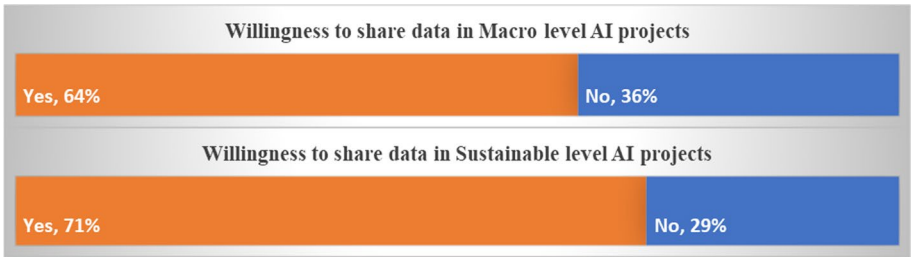 Willingness to share data in Macro level AI projects
Yes, 64%
No, 36%
Willingness to share data in Sustainable level AI projects
Yes, 71%
No, 29%